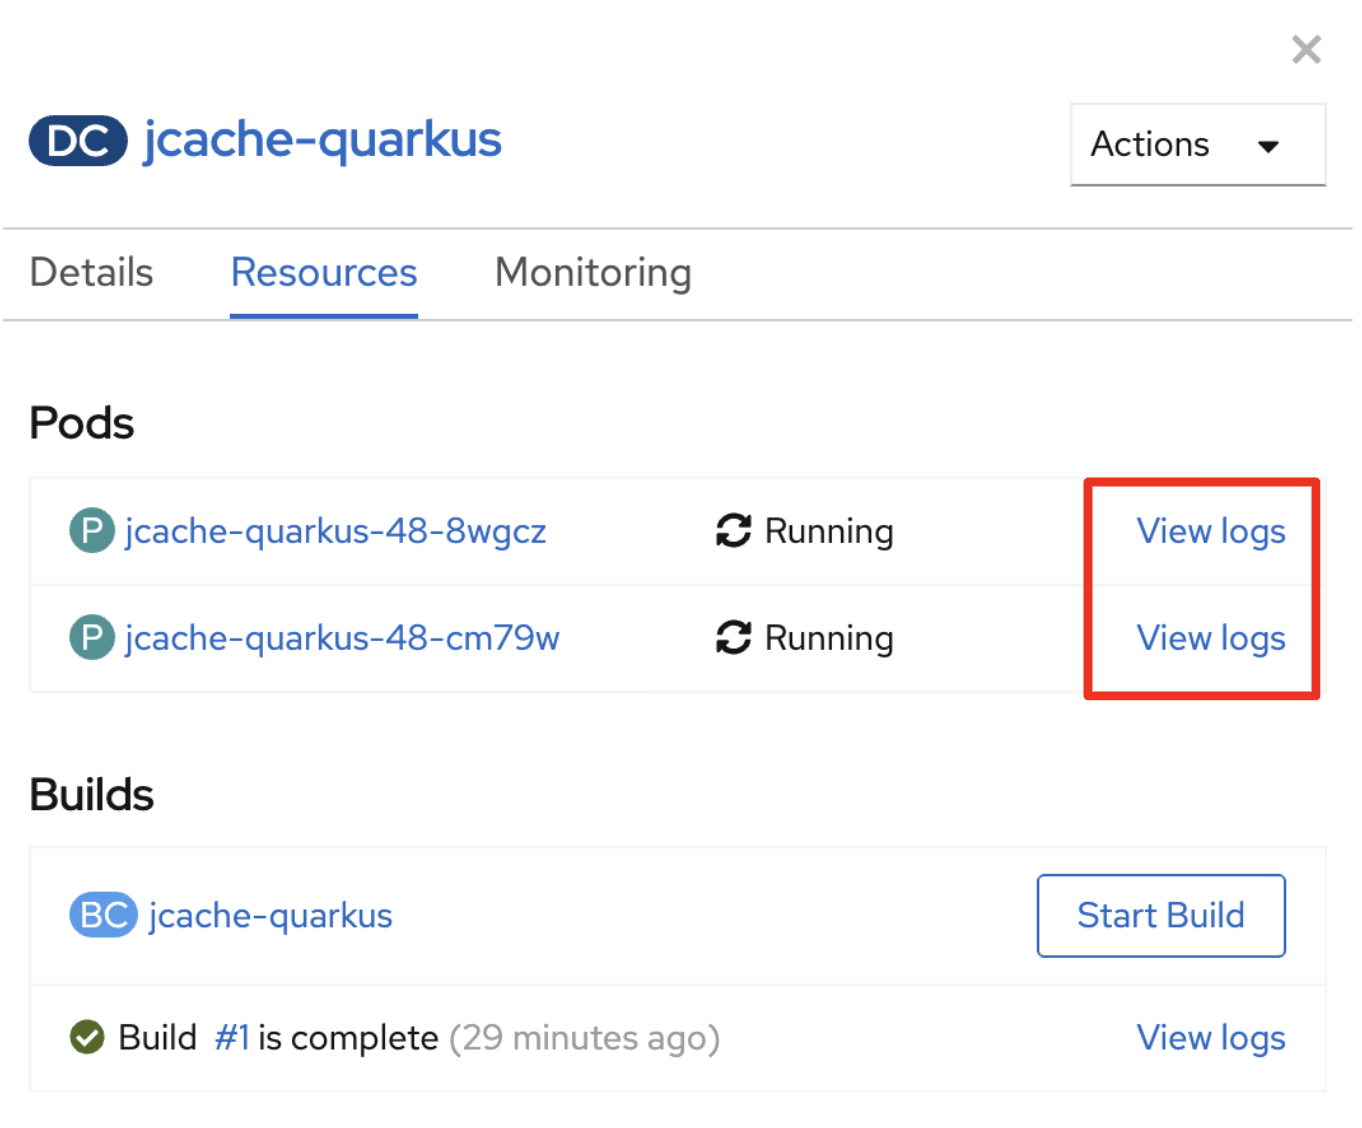 DC jcache-quarkus
Actions
Details Resources Monitoring
Pods
P jcache-quarkus-48-8wgcz Running View logs
P jcache-quarkus-48-cm79w Running View logs
Builds
BC jcache-quarkus Start Build
Build #1 is complete (29 minutes ago) View logs